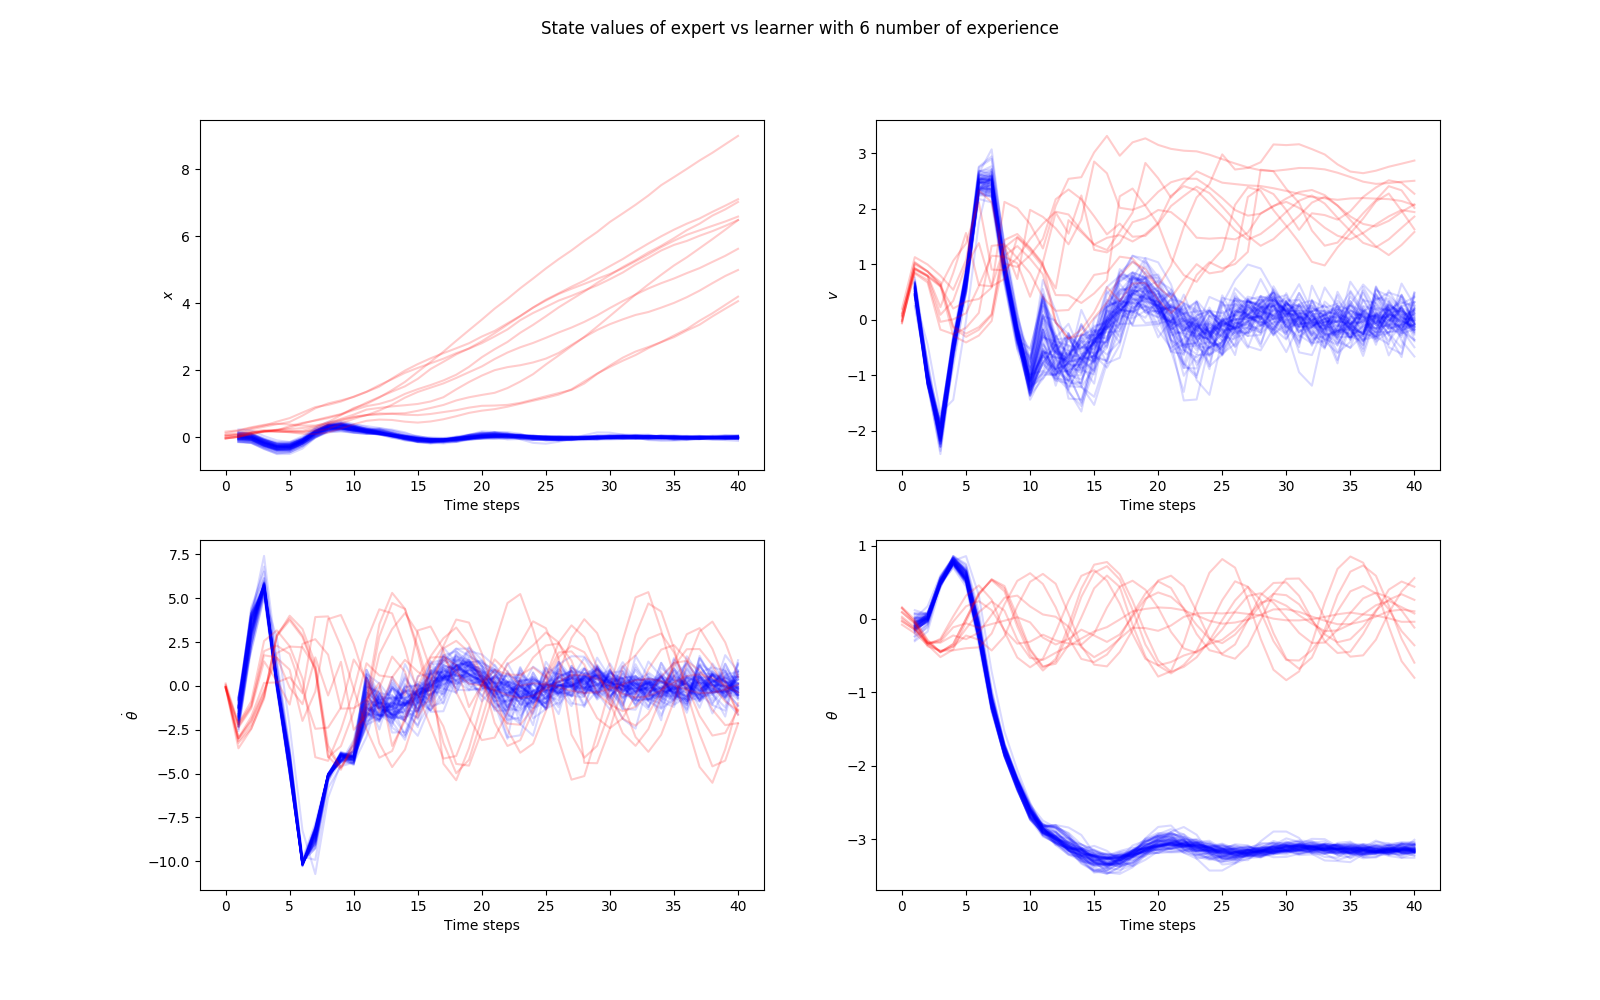 State values of expert vs learner with 6 number of experience
8
6
4
2
0
x
0 5 10 15 20 25 30 35 40
Time steps
3
2
1
0
−1
−2
v
0 5 10 15 20 25 30 35 40
Time steps
7.5
5.0
2.5
0.0
−2.5
−5.0
−7.5
−10.0
θ̇
0 5 10 15 20 25 30 35 40
Time steps
1
0
−1
−2
−3
θ
0 5 10 15 20 25 30 35 40
Time steps